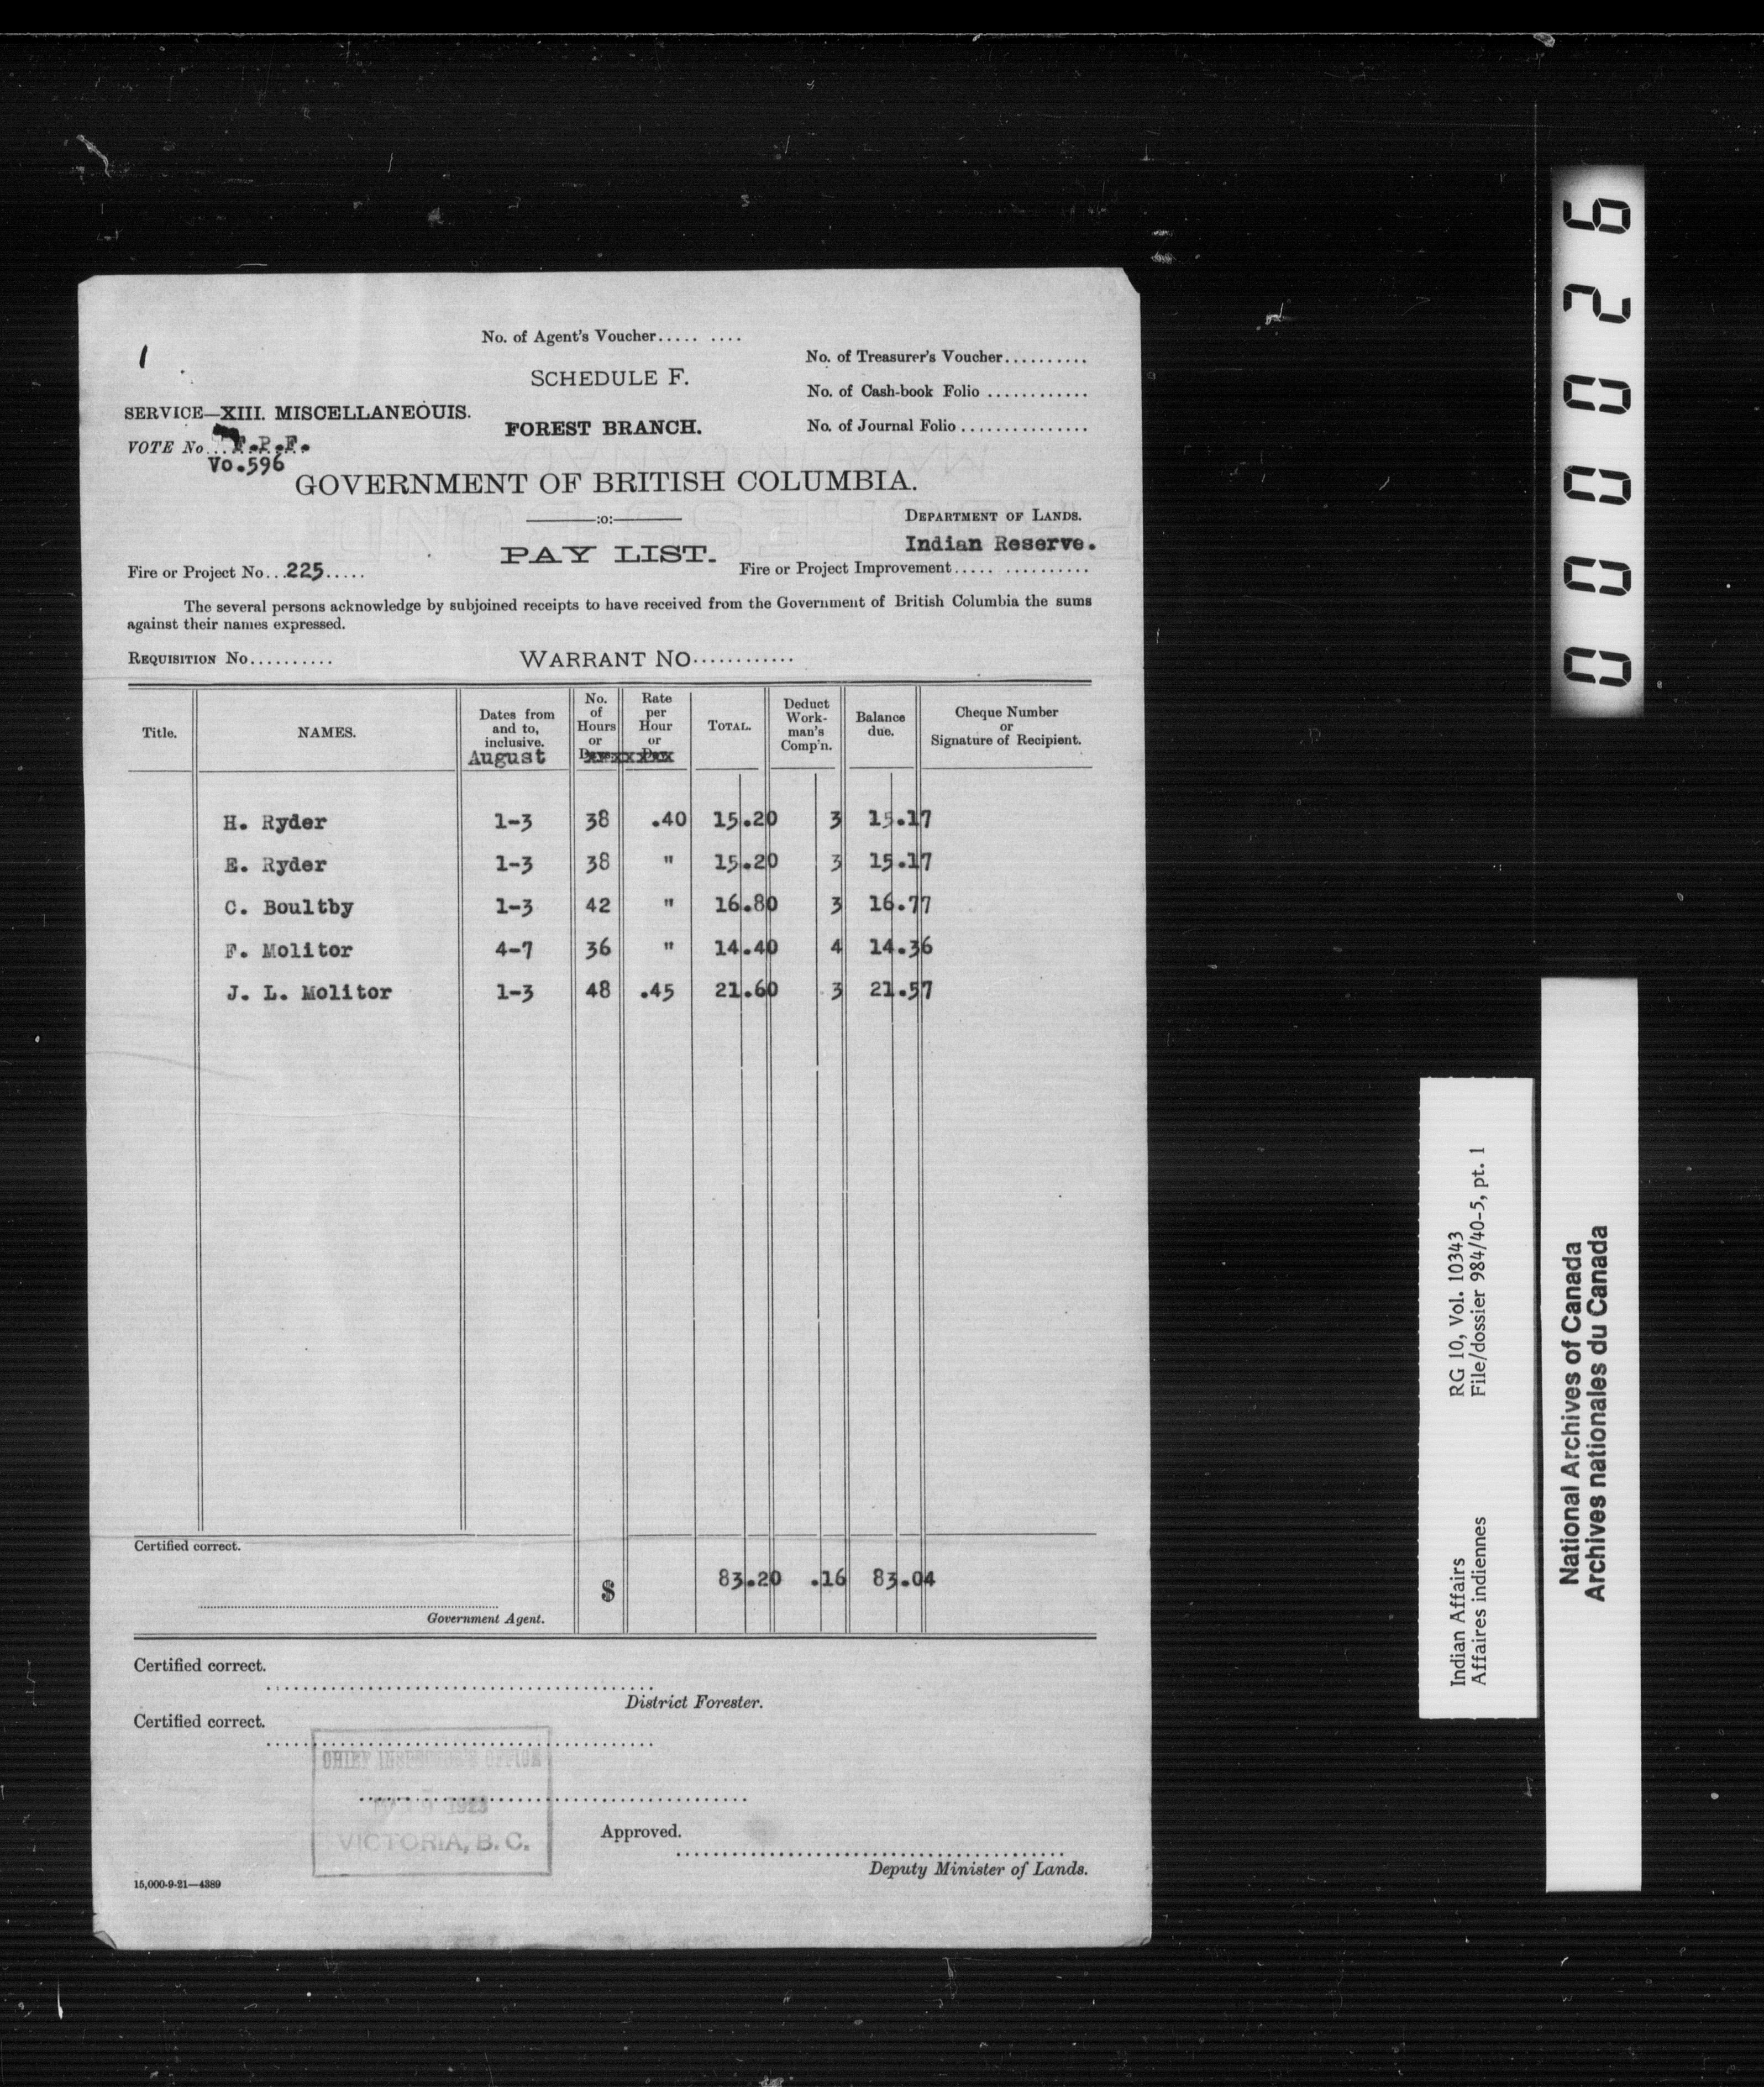 No. of Agent's Voucher..... ....
1
No. of Treasurer's Voucher..........
SCHEDULE F.
No. of Cash-book Folio ............
SERVICE—XIII. MISCELLANEOUIS.
FOREST BRANCH.
No. of Journal Folio ...............
VOTE No... F.P.F.
Vo.596
GOVERNMENT OF BRITISH COLUMBIA.
:o:
DEPARTMENT OF LANDS.
PAY LIST.
Indian Reserve.
Fire or Project No...225.....
Fire or Project Improvement..... ..........
The several persons acknowledge by subjoined receipts to have received from the Government of British Columbia the sums
against their names expressed.
REQUISITION No..........
WARRANT NO............
Title. NAMES. Dates from and to, inclusive. August No. of Hours or Rate per Hour or TOTAL. Deduct Work-man's Comp'n. Balance due. Cheque Number or Signature of Recipient.
H. Ryder 1-3 38 .40 15.20 3 15.17
E. Ryder 1-3 38 " 15.20 3 15.17
C. Boultby 1-3 42 " 16.80 3 16.77
F. Molitor 4-7 36 " 14.40 4 14.36
J. L. Molitor 1-3 48 .45 21.60 3 21.57
Certified correct.
$ 83.20 .16 83.04
Government Agent.
Certified correct.
District Forester.
Certified correct.
CHIEF INSPECTOR'S OFFICE
1923
VICTORIA, B. C.
Approved.
Deputy Minister of Lands.
15,000-9-21—4389
000026
Indian Affairs RG 10, Vol. 10343
Affaires indiennes File/dossier 984/40-5, pt. 1
National Archives of Canada
Archives nationales du Canada